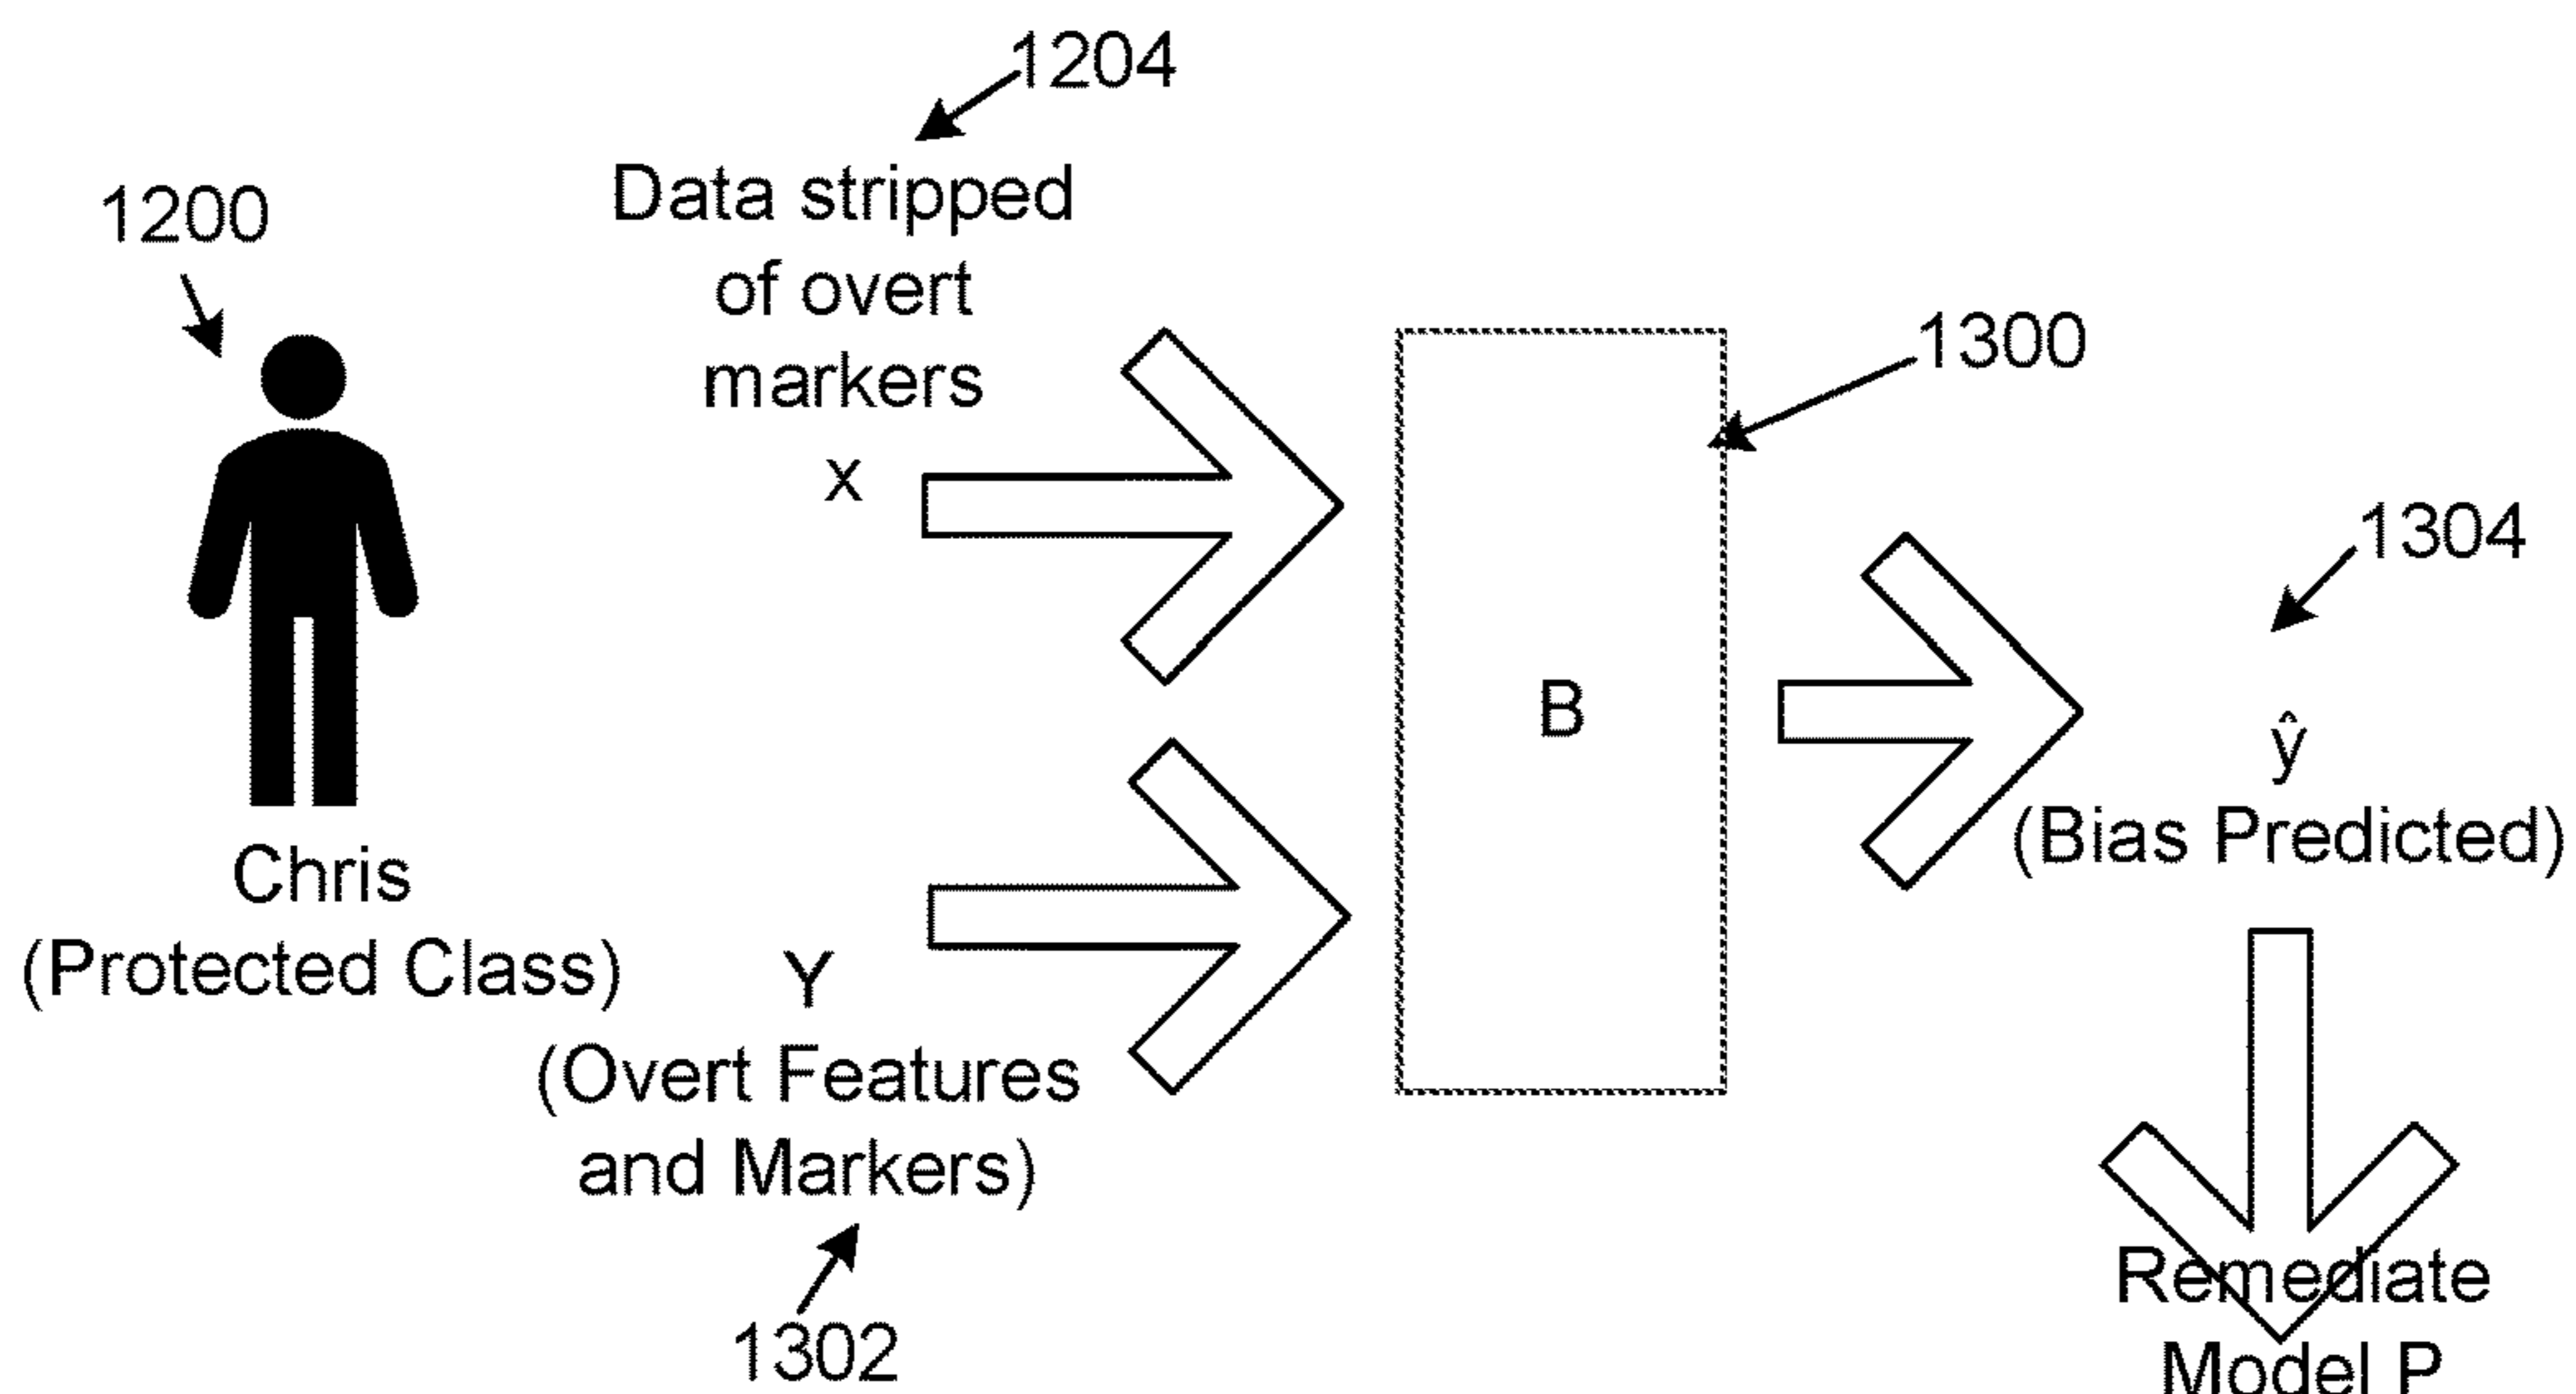 1204
Data stripped
of overt
markers
x
1200
Chris
(Protected Class)
Y
(Overt Features
and Markers)
1302
B
1300
1304
ŷ
(Bias Predicted)
Remediate
Model P